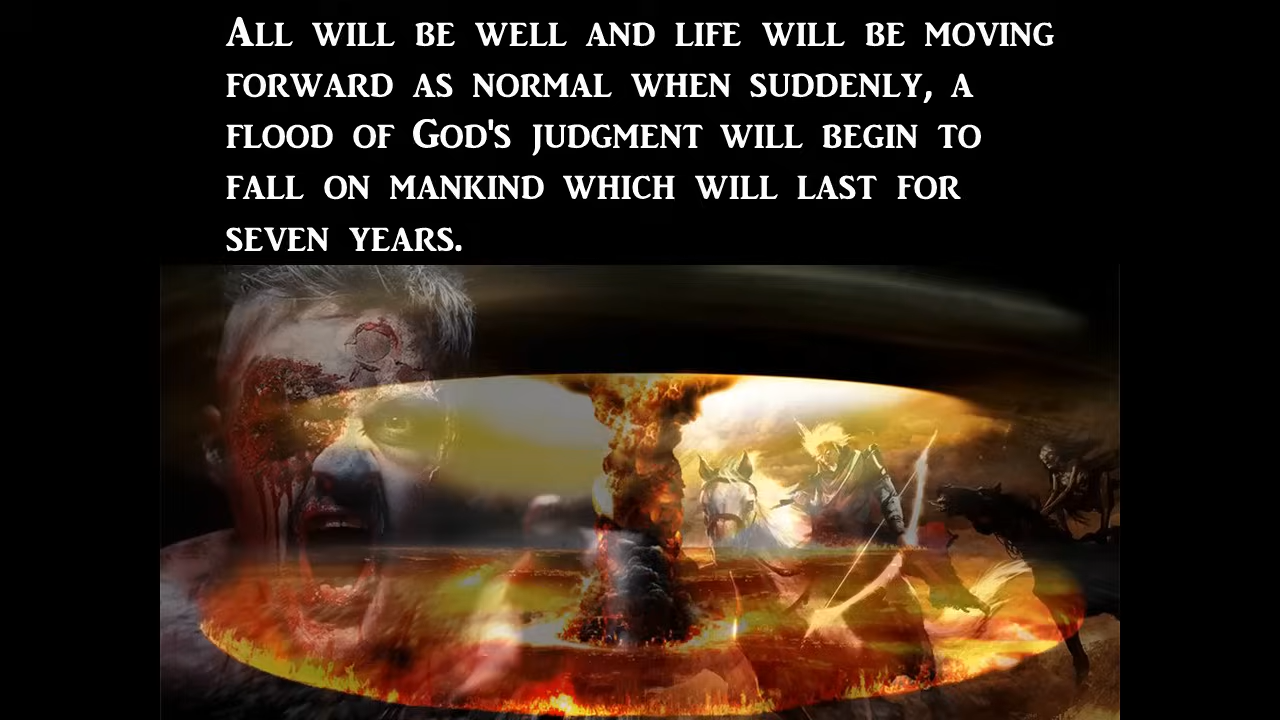 All will be well and life will be moving
forward as normal when suddenly, a
flood of God's judgment will begin to
fall on mankind which will last for
seven years.